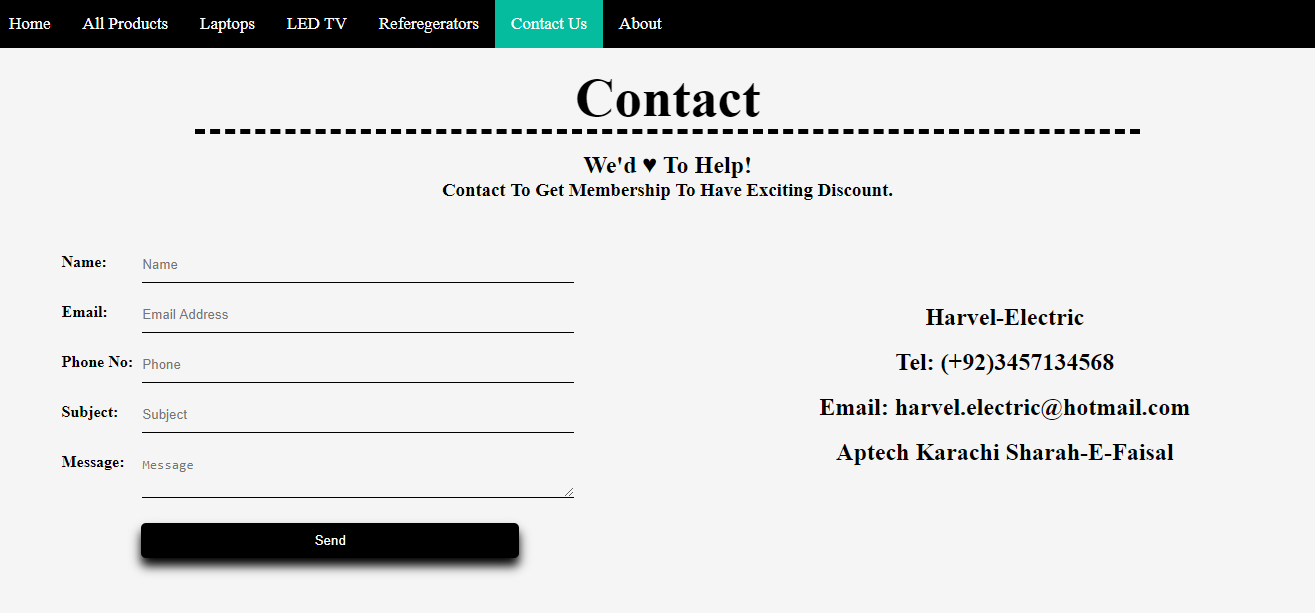 Home All Products Laptops LED TV Referegerators Contact Us About
Contact
We'd ♥ To Help!
Contact To Get Membership To Have Exciting Discount.
Name: Name
Email: Email Address
Phone No: Phone
Subject: Subject
Message: Message
Send
Harvel-Electric
Tel: (+92)3457134568
Email: harvel.electric@hotmail.com
Aptech Karachi Sharah-E-Faisal